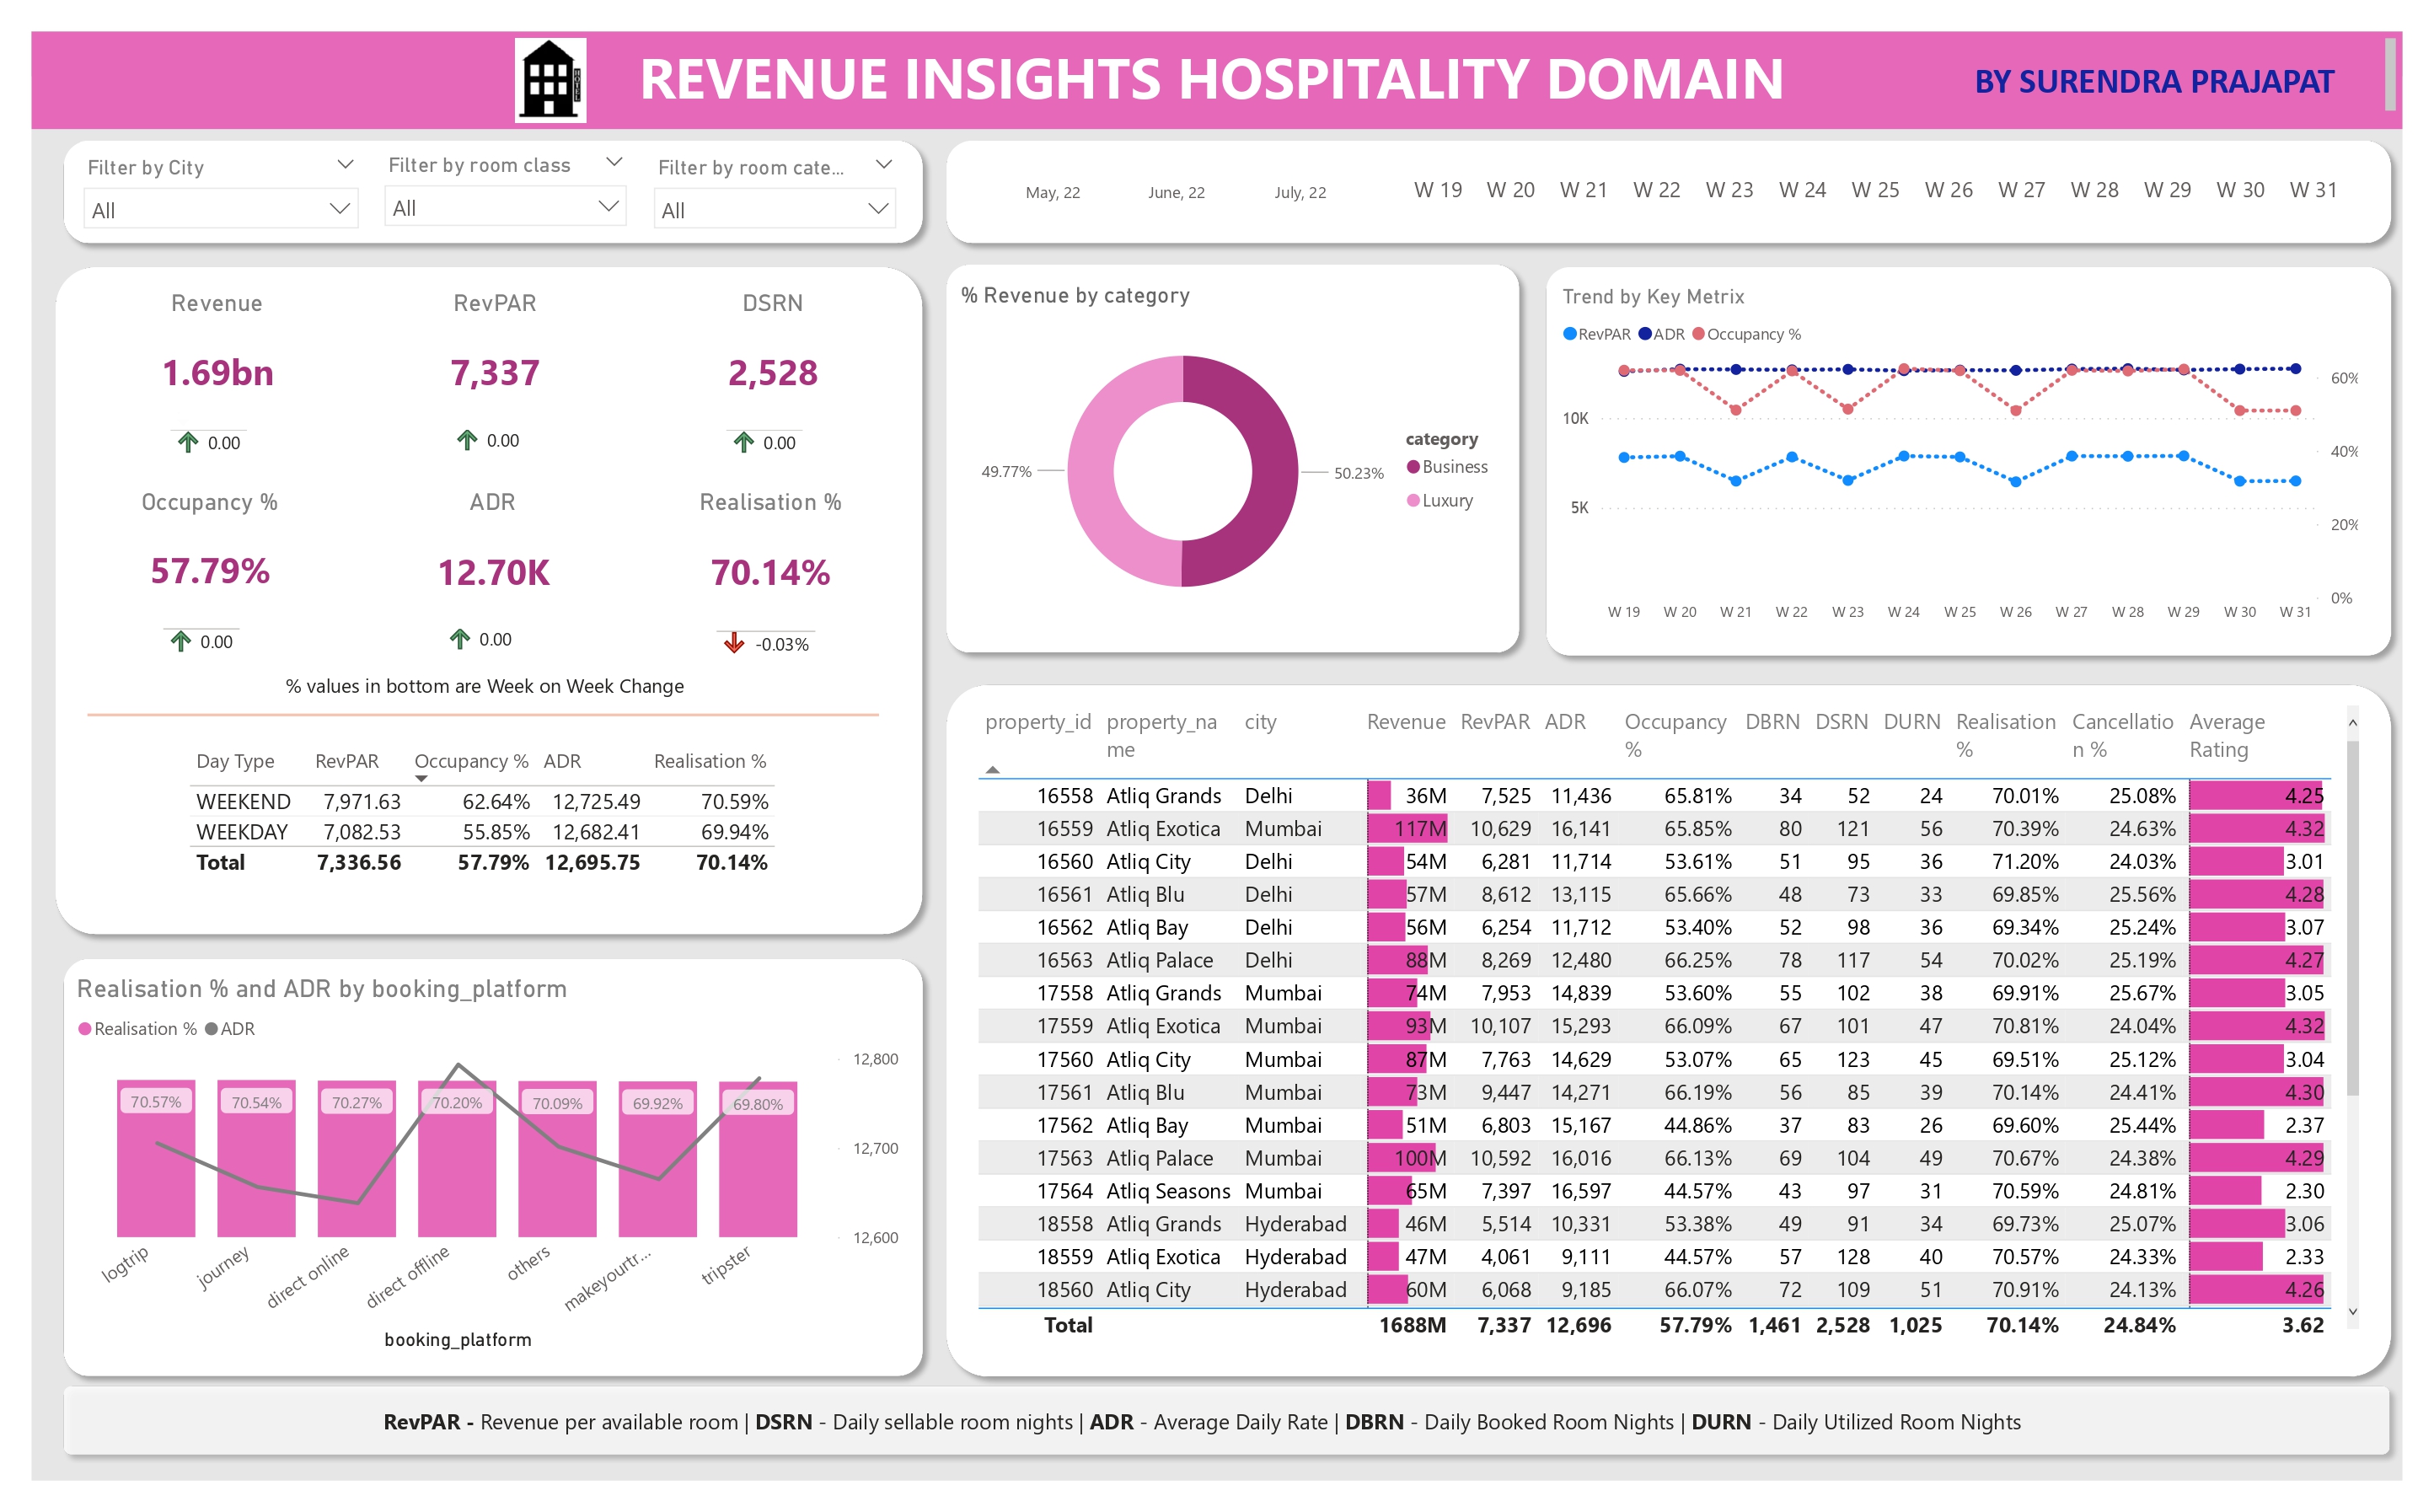 REVENUE INSIGHTS HOSPITALITY DOMAIN
BY SURENDRA PRAJAPAT
HOTEL
Filter by City
All
Filter by room class
All
Filter by room cate...
All
May, 22 June, 22 July, 22
W 19 W 20 W 21 W 22 W 23 W 24 W 25 W 26 W 27 W 28 W 29 W 30 W 31
Revenue RevPAR DSRN
1.69bn 7,337 2,528
0.00 0.00 0.00
Occupancy % ADR Realisation %
57.79% 12.70K 70.14%
0.00 0.00 -0.03%
% values in bottom are Week on Week Change
Day Type RevPAR Occupancy % ADR Realisation %
WEEKEND 7,971.63 62.64% 12,725.49 70.59%
WEEKDAY 7,082.53 55.85% 12,682.41 69.94%
Total 7,336.56 57.79% 12,695.75 70.14%
% Revenue by category
49.77%
50.23%
category
Business
Luxury
Trend by Key Metrix
RevPAR ADR Occupancy %
10K
5K
60%
40%
20%
0%
W 19 W 20 W 21 W 22 W 23 W 24 W 25 W 26 W 27 W 28 W 29 W 30 W 31
Realisation % and ADR by booking_platform
Realisation % ADR
12,800
12,700
12,600
70.57% 70.54% 70.27% 70.20% 70.09% 69.92% 69.80%
logtrip journey direct online direct offline others makeyourtr... tripster
booking_platform
property_id property_na city Revenue RevPAR ADR Occupancy DBRN DSRN DURN Realisation Cancellatio Average
me % % n % Rating
16558 Atliq Grands Delhi 36M 7,525 11,436 65.81% 34 52 24 70.01% 25.08% 4.25
16559 Atliq Exotica Mumbai 117M 10,629 16,141 65.85% 80 121 56 70.39% 24.63% 4.32
16560 Atliq City Delhi 54M 6,281 11,714 53.61% 51 95 36 71.20% 24.03% 3.01
16561 Atliq Blu Delhi 57M 8,612 13,115 65.66% 48 73 33 69.85% 25.56% 4.28
16562 Atliq Bay Delhi 56M 6,254 11,712 53.40% 52 98 36 69.34% 25.24% 3.07
16563 Atliq Palace Delhi 88M 8,269 12,480 66.25% 78 117 54 70.02% 25.19% 4.27
17558 Atliq Grands Mumbai 74M 7,953 14,839 53.60% 55 102 38 69.91% 25.67% 3.05
17559 Atliq Exotica Mumbai 93M 10,107 15,293 66.09% 67 101 47 70.81% 24.04% 4.32
17560 Atliq City Mumbai 87M 7,763 14,629 53.07% 65 123 45 69.51% 25.12% 3.04
17561 Atliq Blu Mumbai 73M 9,447 14,271 66.19% 56 85 39 70.14% 24.41% 4.30
17562 Atliq Bay Mumbai 51M 6,803 15,167 44.86% 37 83 26 69.60% 25.44% 2.37
17563 Atliq Palace Mumbai 100M 10,592 16,016 66.13% 69 104 49 70.67% 24.38% 4.29
17564 Atliq Seasons Mumbai 65M 7,397 16,597 44.57% 43 97 31 70.59% 24.81% 2.30
18558 Atliq Grands Hyderabad 46M 5,514 10,331 53.38% 49 91 34 69.73% 25.07% 3.06
18559 Atliq Exotica Hyderabad 47M 4,061 9,111 44.57% 57 128 40 70.57% 24.33% 2.33
18560 Atliq City Hyderabad 60M 6,068 9,185 66.07% 72 109 51 70.91% 24.13% 4.26
Total 1688M 7,337 12,696 57.79% 1,461 2,528 1,025 70.14% 24.84% 3.62
RevPAR - Revenue per available room | DSRN - Daily sellable room nights | ADR - Average Daily Rate | DBRN - Daily Booked Room Nights | DURN - Daily Utilized Room Nights